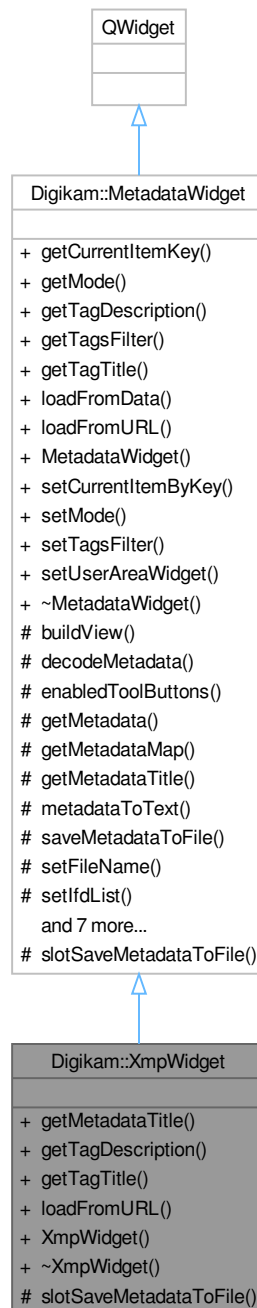 QWidget
Digikam::MetadataWidget
+ getCurrentItemKey()
+ getMode()
+ getTagDescription()
+ getTagsFilter()
+ getTagTitle()
+ loadFromData()
+ loadFromURL()
+ MetadataWidget()
+ setCurrentItemByKey()
+ setMode()
+ setTagsFilter()
+ setUserAreaWidget()
+ ~MetadataWidget()
# buildView()
# decodeMetadata()
# enabledToolButtons()
# getMetadata()
# getMetadataMap()
# getMetadataTitle()
# metadataToText()
# saveMetadataToFile()
# setFileName()
# setIfdList()
and 7 more...
# slotSaveMetadataToFile()
Digikam::XmpWidget
+ getMetadataTitle()
+ getTagDescription()
+ getTagTitle()
+ loadFromURL()
+ XmpWidget()
+ ~XmpWidget()
# slotSaveMetadataToFile()